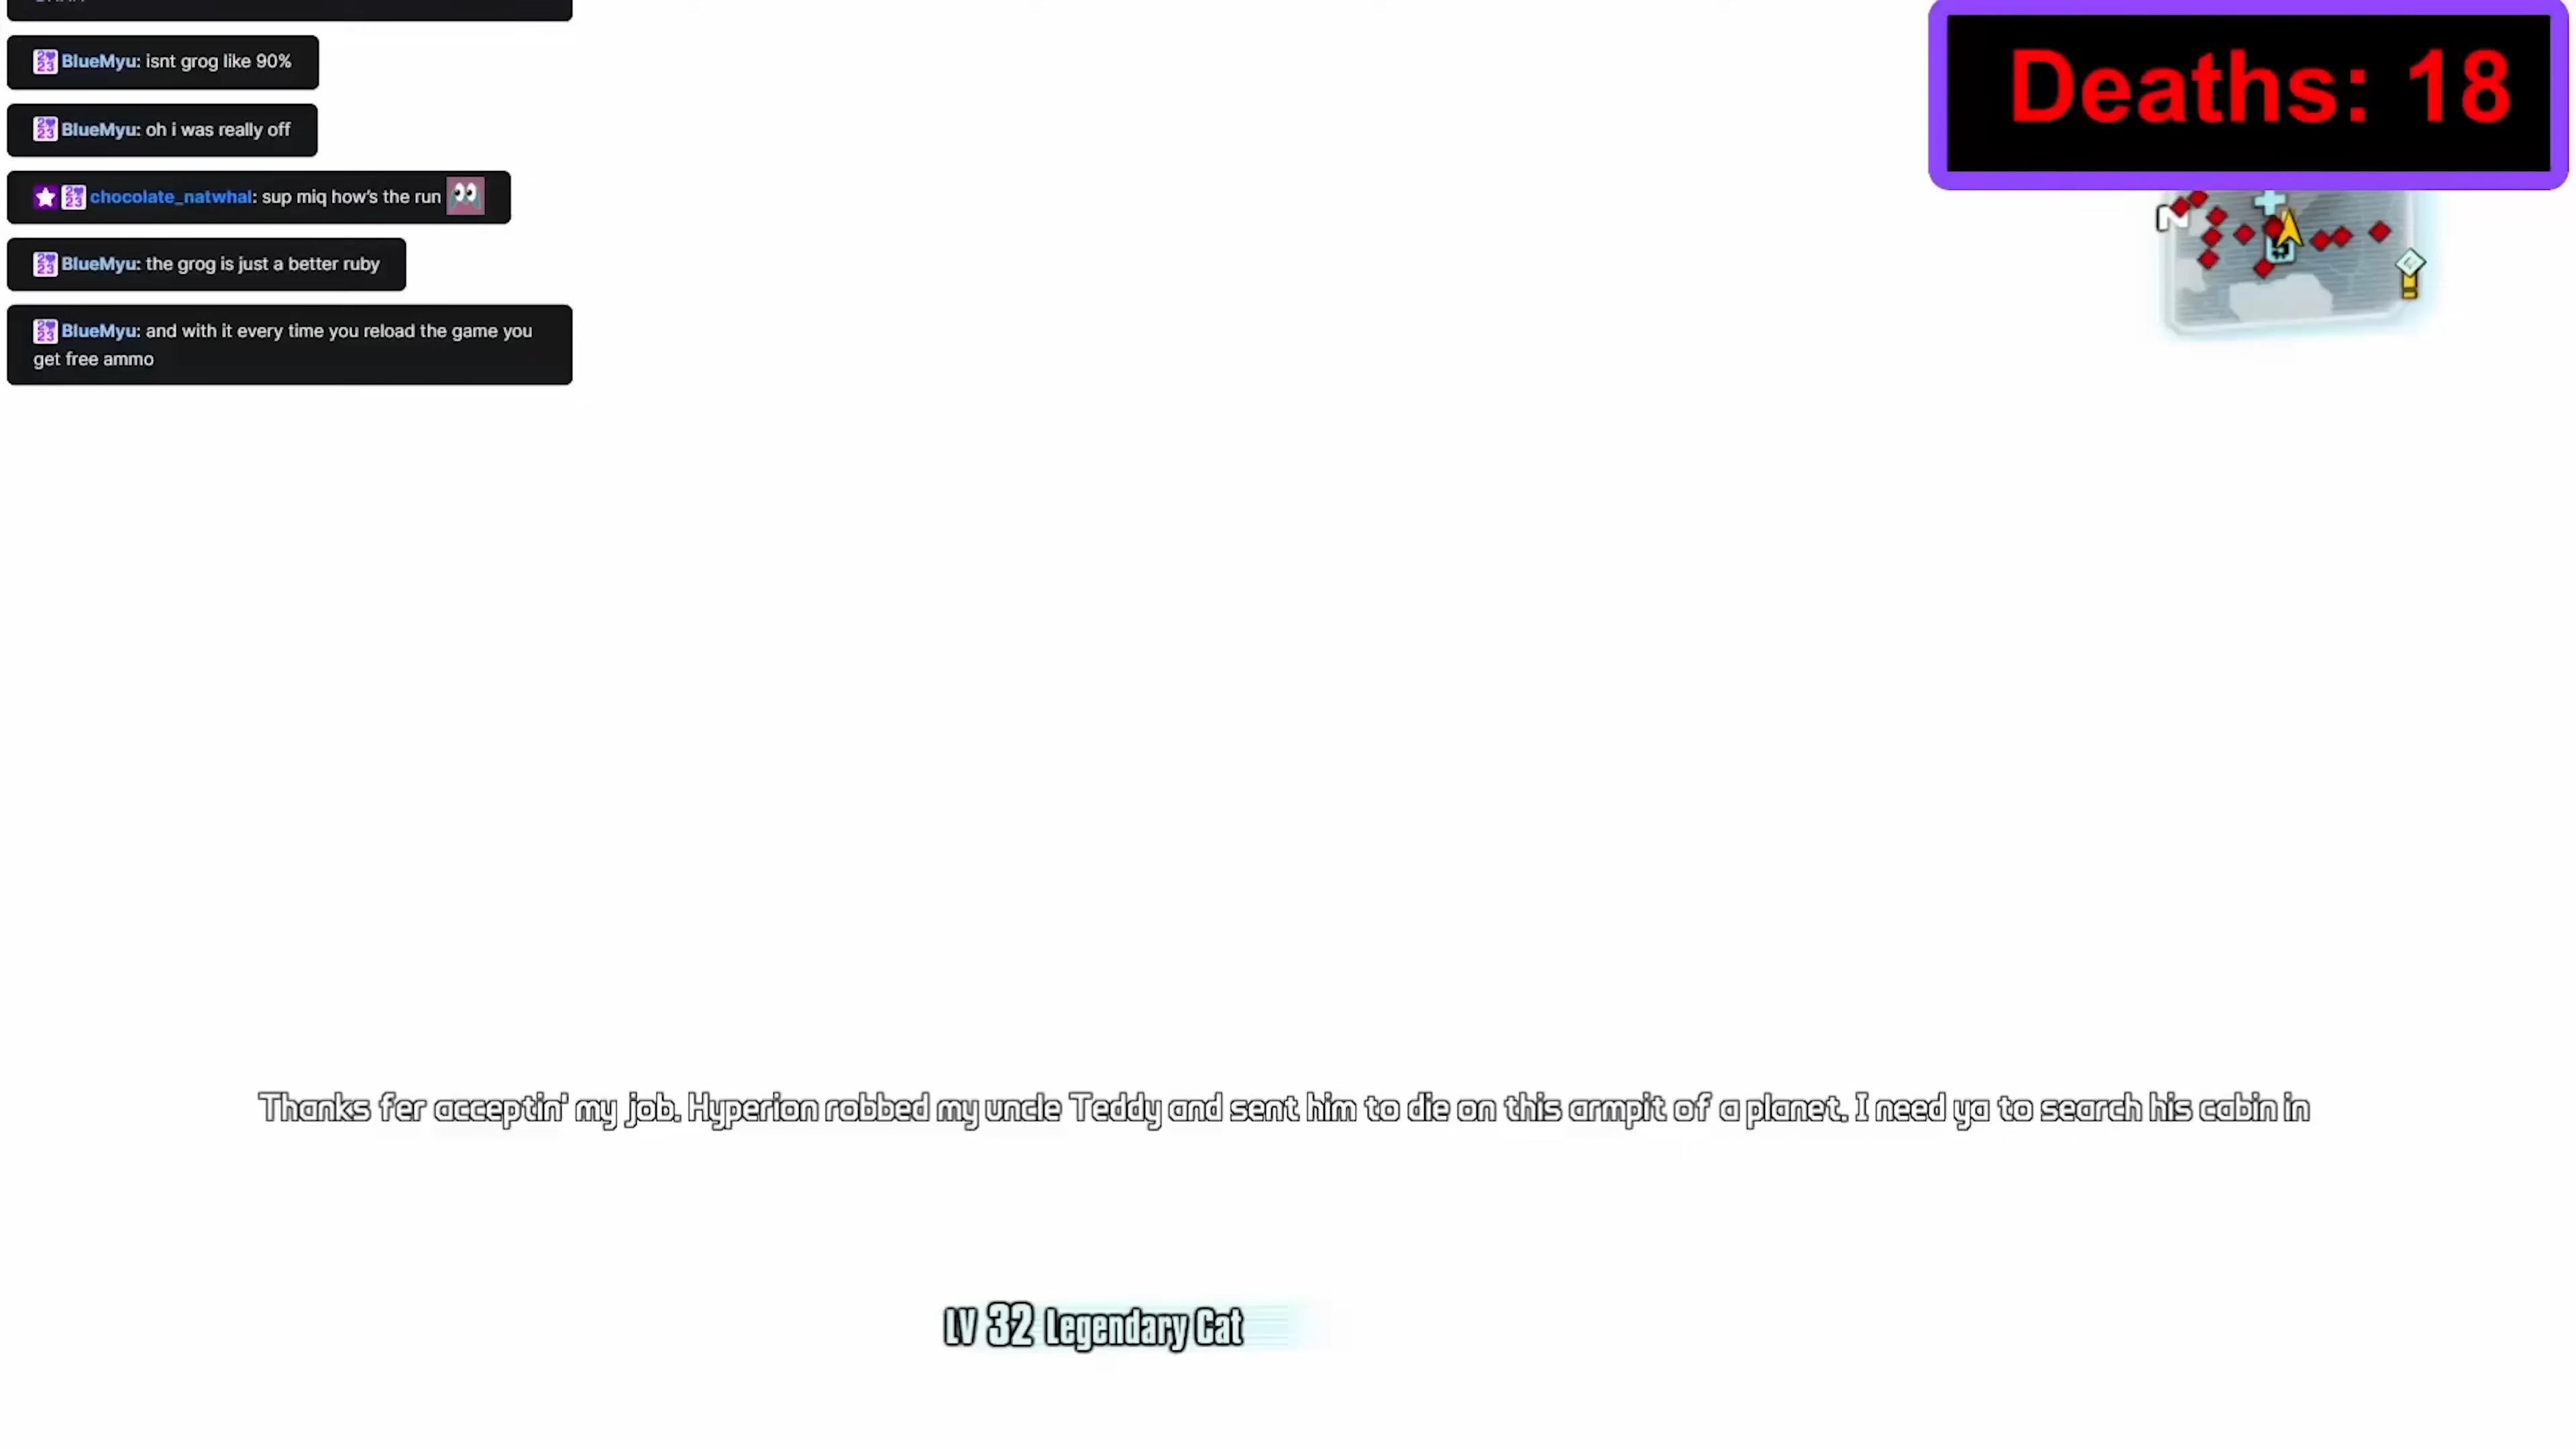 BlueMyu: isnt grog like 90%
BlueMyu: oh i was really off
chocolate_natwhal: sup miq how's the run
BlueMyu: the grog is just a better ruby
BlueMyu: and with it every time you reload the game you
get free ammo
Deaths: 18
N
Thanks fer acceptin' my job. Hyperion robbed my uncle Teddy and sent him to die on this armpit of a planet. I need ya to search his cabin in
LV 32 Legendary Cat